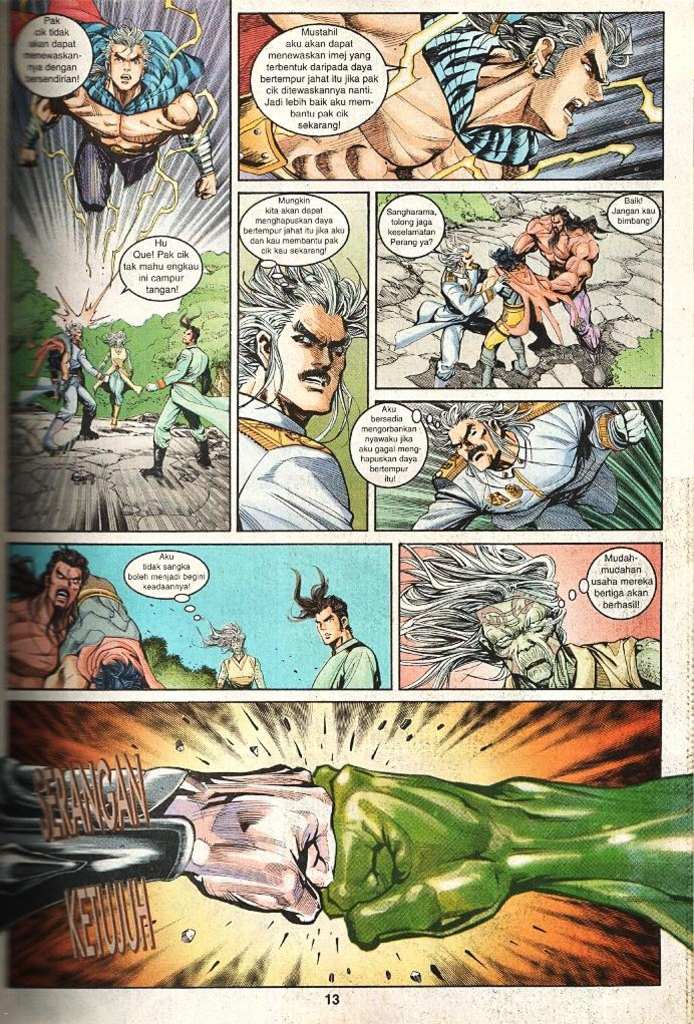 Pak
cik tidak
akan dapat
menewaskan-
nya dengan
bersendirian!
Mustahil
aku akan dapat
menewaskan imej yang
terbentuk daripada daya
bertempur jahat itu jika pak
cik ditewaskannya nanti.
Jadi lebih baik aku mem-
bantu pak cik
sekarang!
Hu
Que! Pak cik
tak mahu engkau
ini campur
tangan!
Mungkin
kita akan dapat
menghapuskan daya
bertempur jahat itu jika aku
dan kau membantu pak
cik kau sekarang!
Sangharama,
tolong jaga
keselamatan
Perang ya?
Baik!
Jangan kau
bimbang!
Aku
bersedia
mengorbankan
nyawaku jika
aku gagal meng-
hapuskan daya
bertempur
itu!
Aku
tidak sangka
boleh menjadi begini
keadaannya!
Mudah-
mudahan
usaha mereka
bertiga akan
berhasil!
SERANGAN
KETUJUH
13